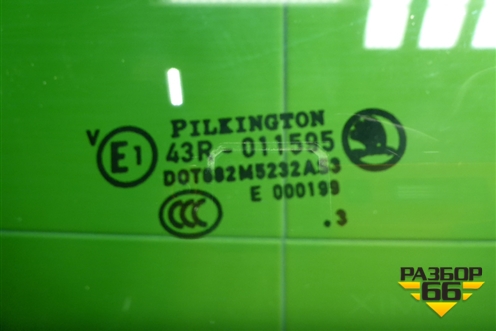 PILKINGTON
V E1 43R - 011595
DOT682M5232AS3
E 000199
CCC .3
РАЗБОР
66